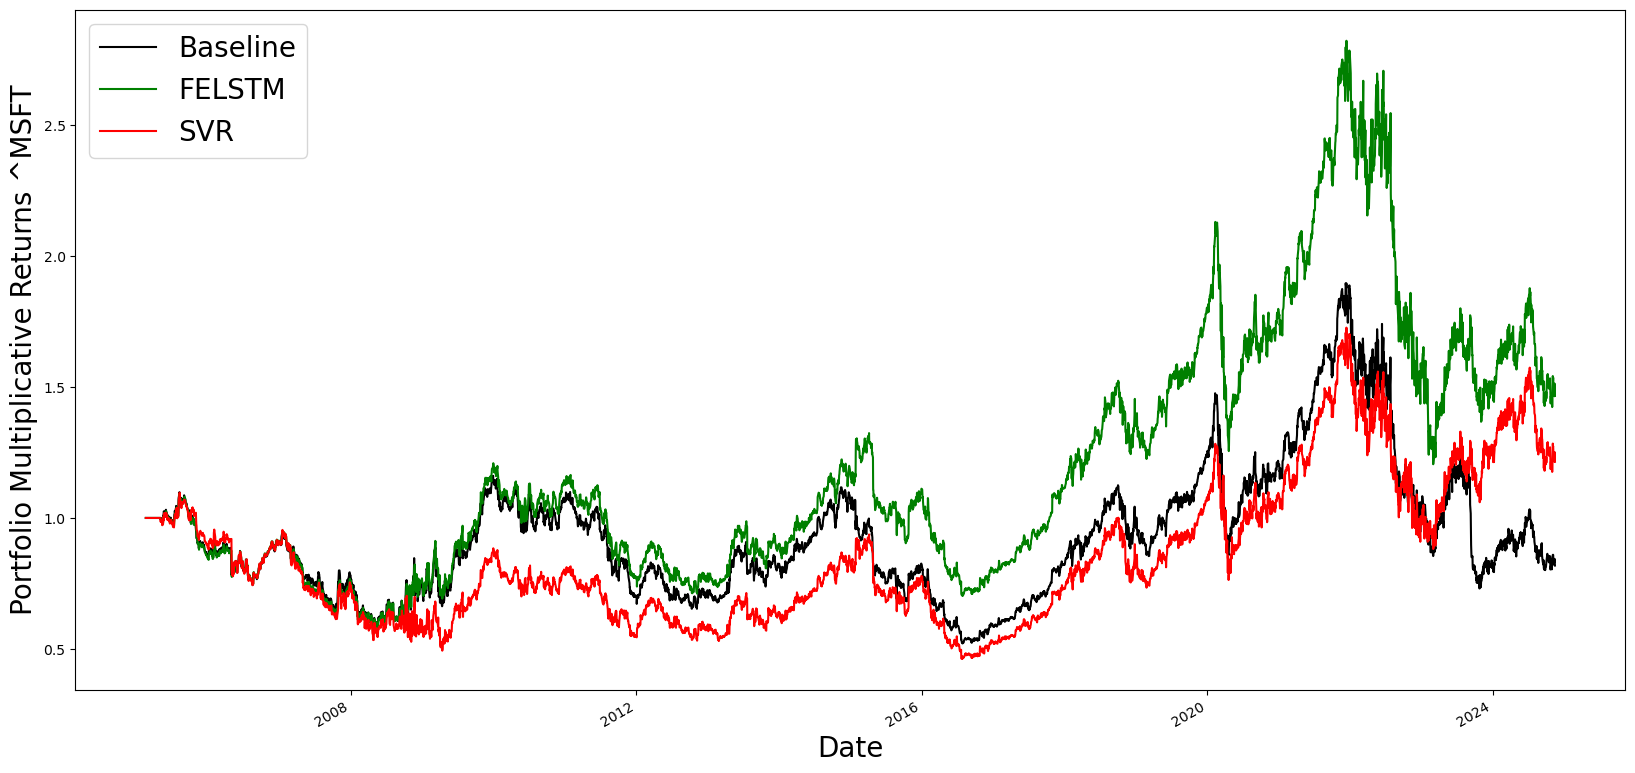 Baseline
FELSTM
SVR
Portfolio Multiplicative Returns ^MSFT
2.5
2.0
1.5
1.0
0.5
2008
2012
2016
2020
2024
Date